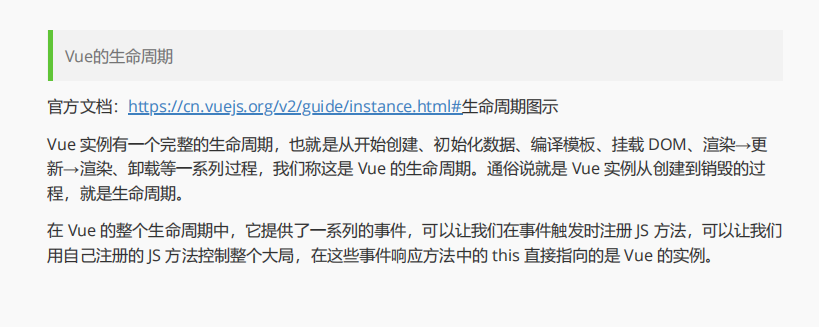 Vue的生命周期
官方文档：https://cn.vuejs.org/v2/guide/instance.html#生命周期图示
Vue 实例有一个完整的生命周期，也就是从开始创建、初始化数据、编译模板、挂载 DOM、渲染→更
新→渲染、卸载等一系列过程，我们称这是 Vue 的生命周期。通俗说就是 Vue 实例从创建到销毁的过
程，就是生命周期。
在 Vue 的整个生命周期中，它提供了一系列的事件，可以让我们在事件触发时注册 JS 方法，可以让我们
用自己注册的 JS 方法控制整个大局，在这些事件响应方法中的 this 直接指向的是 Vue 的实例。